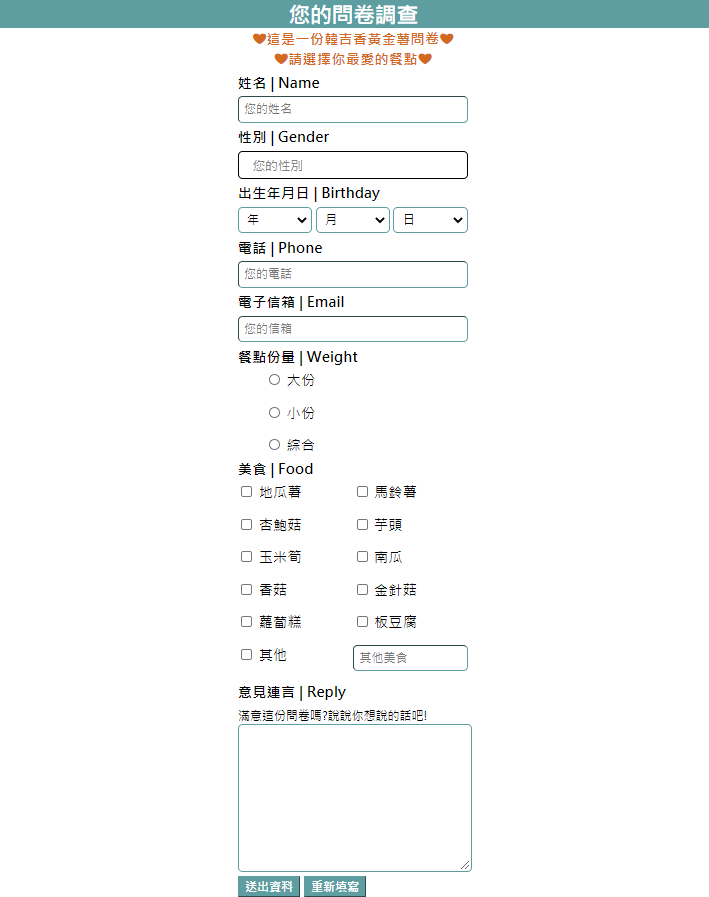 您的問卷調查
❤這是一份韓吉香黃金薯問卷❤
❤請選擇你最愛的餐點❤
姓名 | Name
您的姓名
性別 | Gender
您的性別
出生年月日 | Birthday
年 月 日
電話 | Phone
您的電話
電子信箱 | Email
您的信箱
餐點份量 | Weight
大份
小份
綜合
美食 | Food
地瓜薯 馬鈴薯
杏鮑菇 芋頭
玉米筍 南瓜
香菇 金針菇
蘿蔔糕 板豆腐
其他 其他美食
意見連言 | Reply
滿意這份問卷嗎?說說你想說的話吧!
送出資料 重新填寫